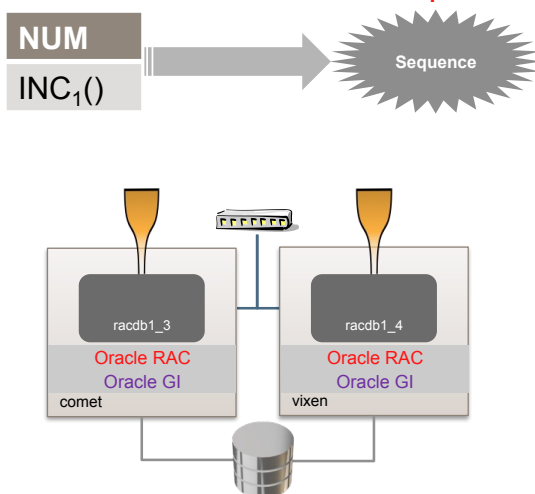 NUM
INC₁()
Sequence
racdb1_3
racdb1_4
Oracle RAC
Oracle RAC
Oracle GI
Oracle GI
comet
vixen